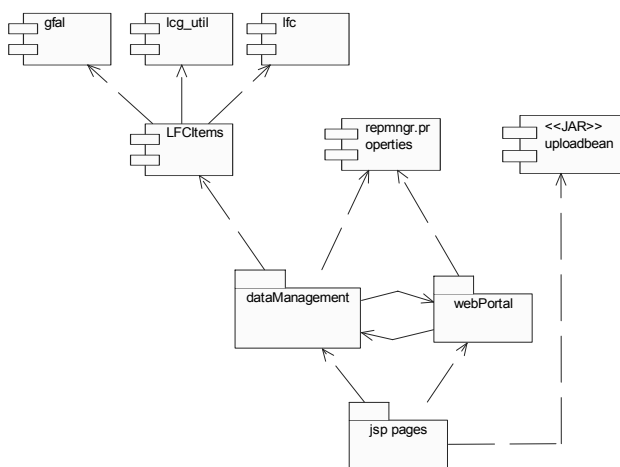 gfal
lcg_util
lfc
LFCItems
repmngr.pr
operties
<<JAR>>
uploadbean
dataManagement
webPortal
jsp pages